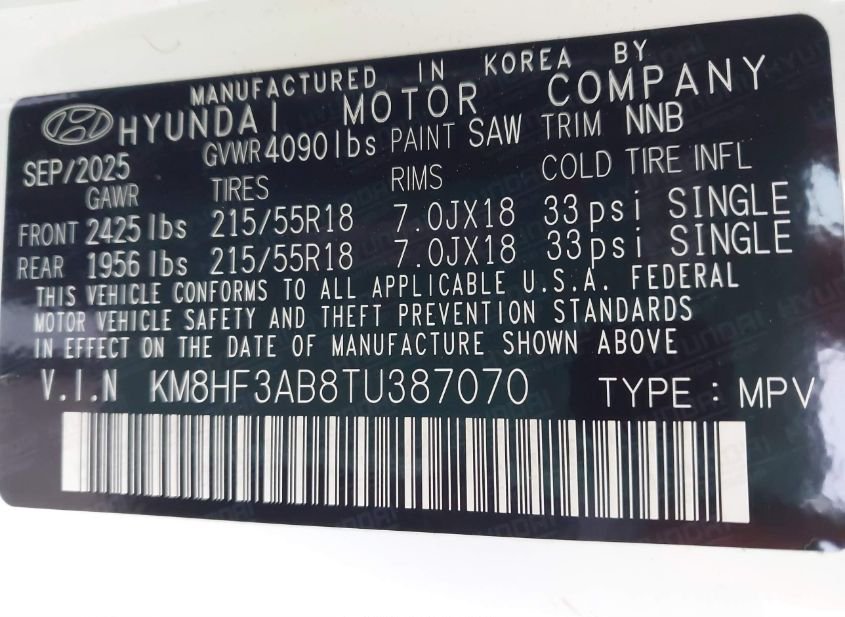 MANUFACTURED IN KOREA BY
HYUNDAI MOTOR COMPANY
SEP/2025 GVWR 4090 lbs PAINT SAW TRIM NNB
GAWR TIRES RIMS COLD TIRE INFL
FRONT 2425 lbs 215/55R18 7.0JX18 33psi SINGLE
REAR 1956 lbs 215/55R18 7.0JX18 33psi SINGLE
THIS VEHICLE CONFORMS TO ALL APPLICABLE U.S.A. FEDERAL
MOTOR VEHICLE SAFETY AND THEFT PREVENTION STANDARDS
IN EFFECT ON THE DATE OF MANUFACTURE SHOWN ABOVE
V.I.N KM8HF3AB8TU387070 TYPE : MPV